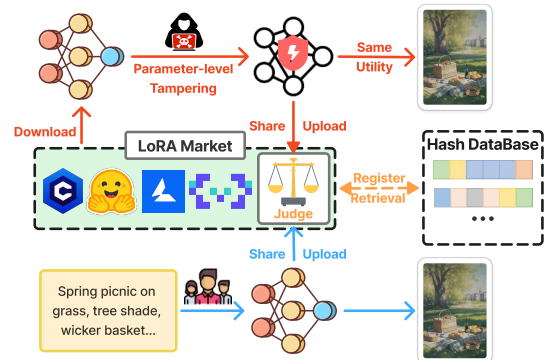 Parameter-level
Tampering
Same
Utility
Download
Share Upload
LoRA Market
Hash DataBase
Judge
Register
Retrieval
Share Upload
Spring picnic on
grass, tree shade,
wicker basket...